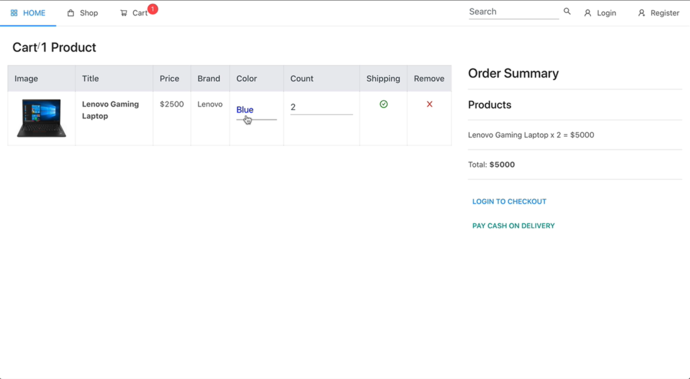 HOME Shop Cart 1 Search Login Register
Cart/1 Product
Image Title Price Brand Color Count Shipping Remove
Lenovo Gaming
Laptop
$2500 Lenovo Blue 2
Order Summary
Products
Lenovo Gaming Laptop x 2 = $5000
Total: $5000
LOGIN TO CHECKOUT
PAY CASH ON DELIVERY